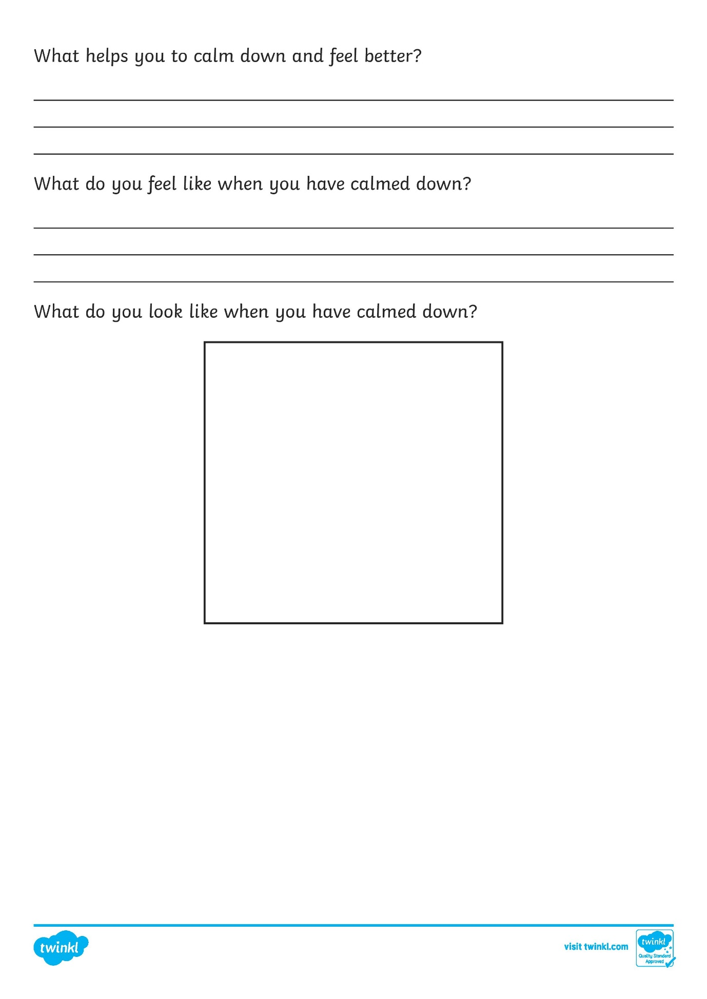 What helps you to calm down and feel better?
What do you feel like when you have calmed down?
What do you look like when you have calmed down?
twinkl
visit twinkl.com
twinkl
Quality Standard
Approved